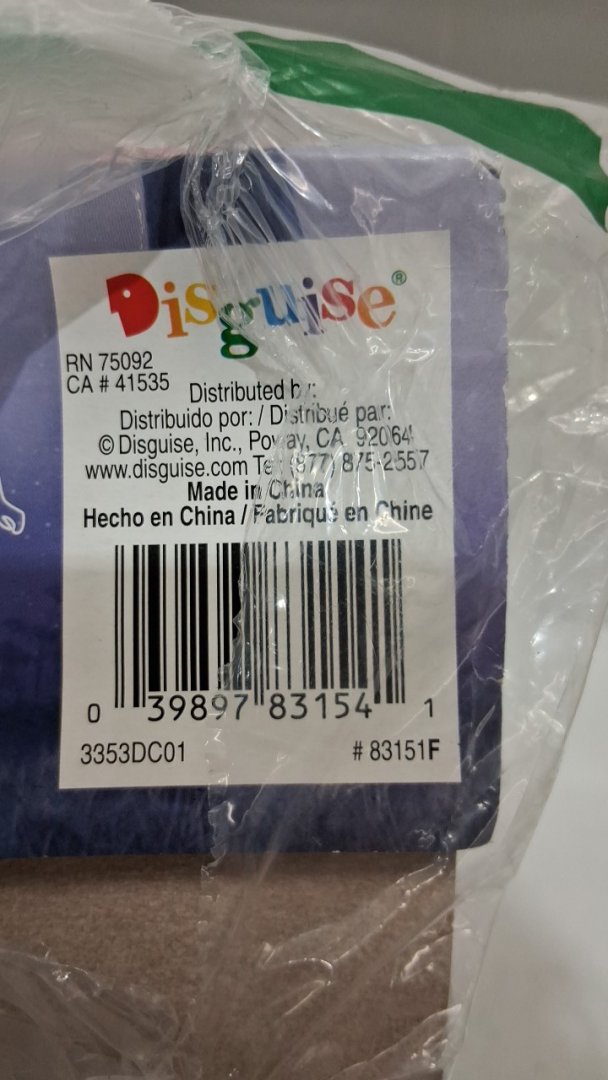 Disguise®
RN 75092
CA # 41535
Distributed by:
Distribuido por: / Distribué par:
© Disguise, Inc., Poway, CA 92064
www.disguise.com Tel: (877) 875-2557
Made in China
Hecho en China / Fabriqué en Chine
0 39897 83154 1
3353DC01 # 83151F